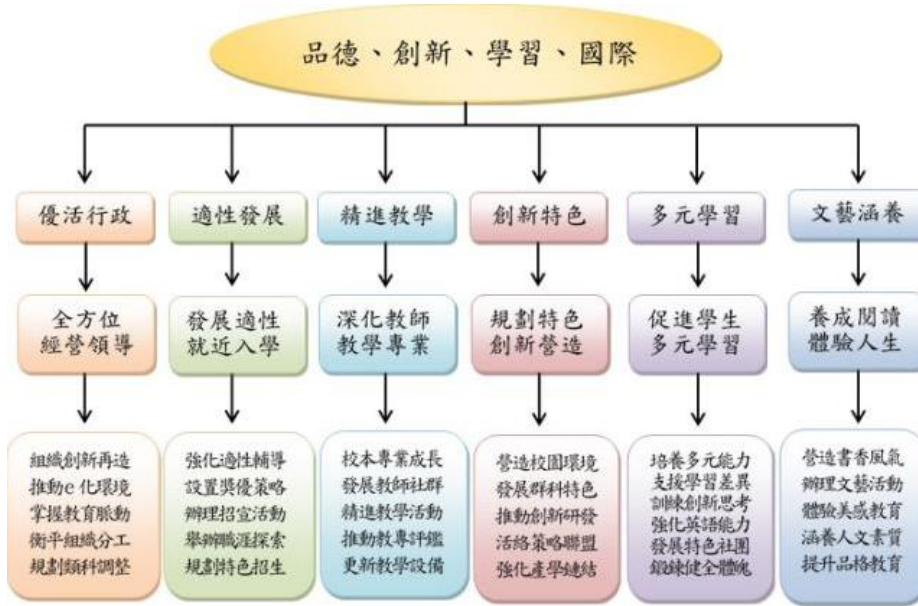 品德、創新、學習、國際
優活行政
適性發展
精進教學
創新特色
多元學習
文藝涵養
全方位
經營領導
發展適性
就近入學
深化教師
教學專業
規劃特色
創新營造
促進學生
多元學習
養成閱讀
體驗人生
組織創新再造
推動e化環境
掌握教育脈動
衡平組織分工
規劃類科調整
強化適性輔導
設置獎優策略
辦理招宣活動
舉辦職涯探索
規劃特色招生
校本專業成長
發展教師社群
精進教學活動
推動教專評鑑
更新教學設備
營造校園環境
發展群科特色
推動創新研發
活絡策略聯盟
強化產學鏈結
培養多元能力
支援學習差異
訓練創新思考
強化英語能力
發展特色社團
鍛鍊健全體魄
營造書香風氣
辦理文藝活動
體驗美感教育
涵養人文素質
提升品格教育